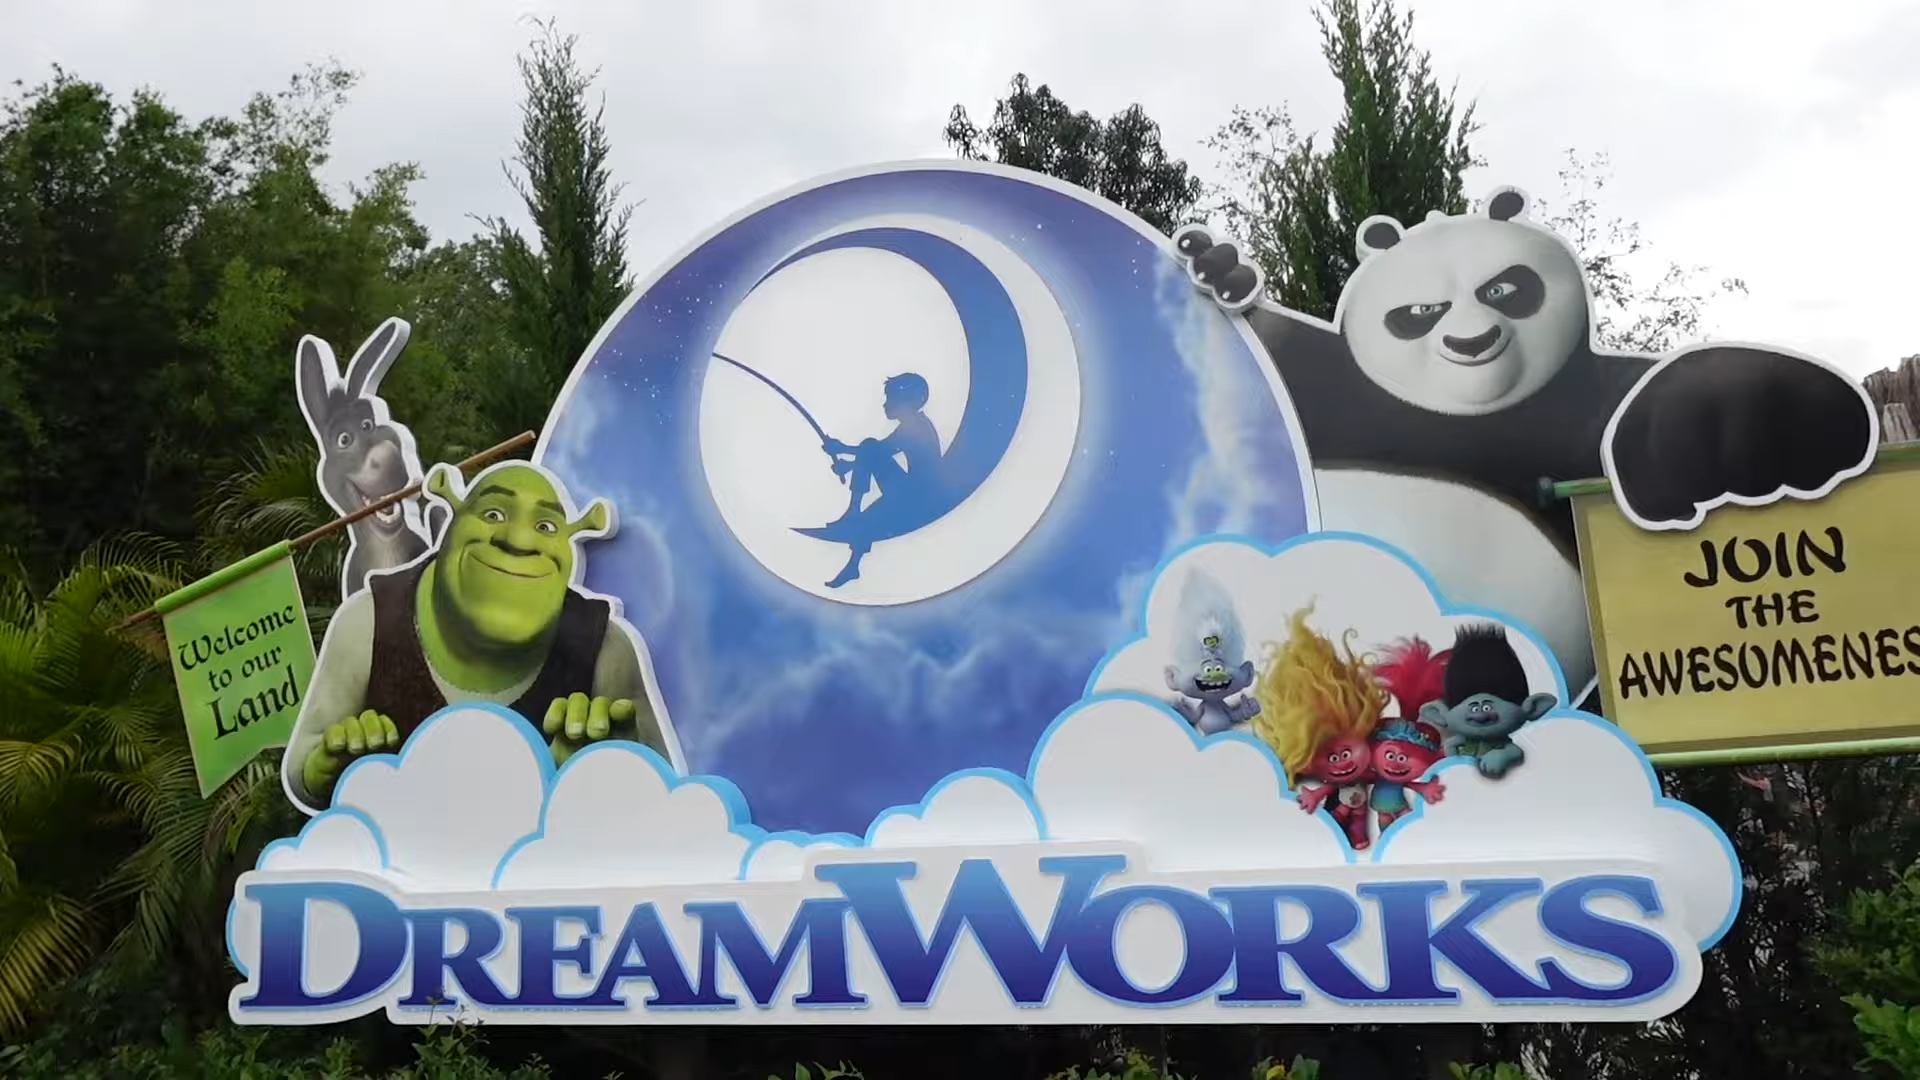 Welcome
to our
Land
JOIN
THE
AWESOMENES
DREAMWORKS